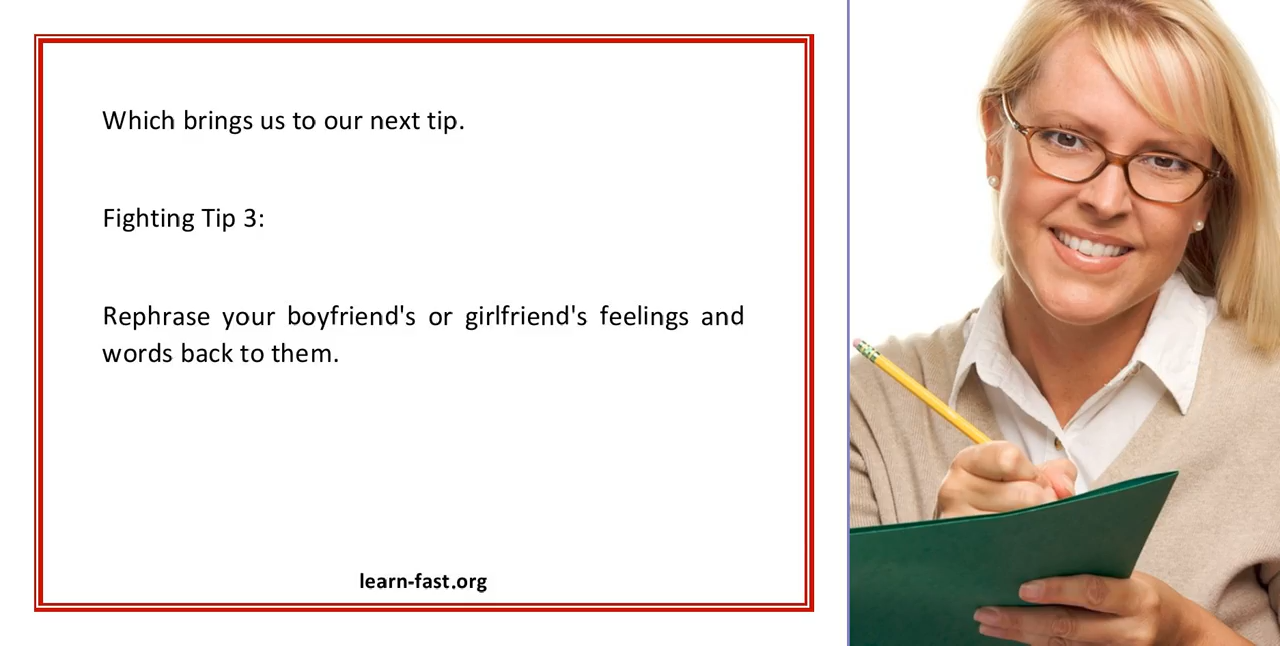 Which brings us to our next tip.
Fighting Tip 3:
Rephrase your boyfriend's or girlfriend's feelings and
words back to them.
learn-fast.org